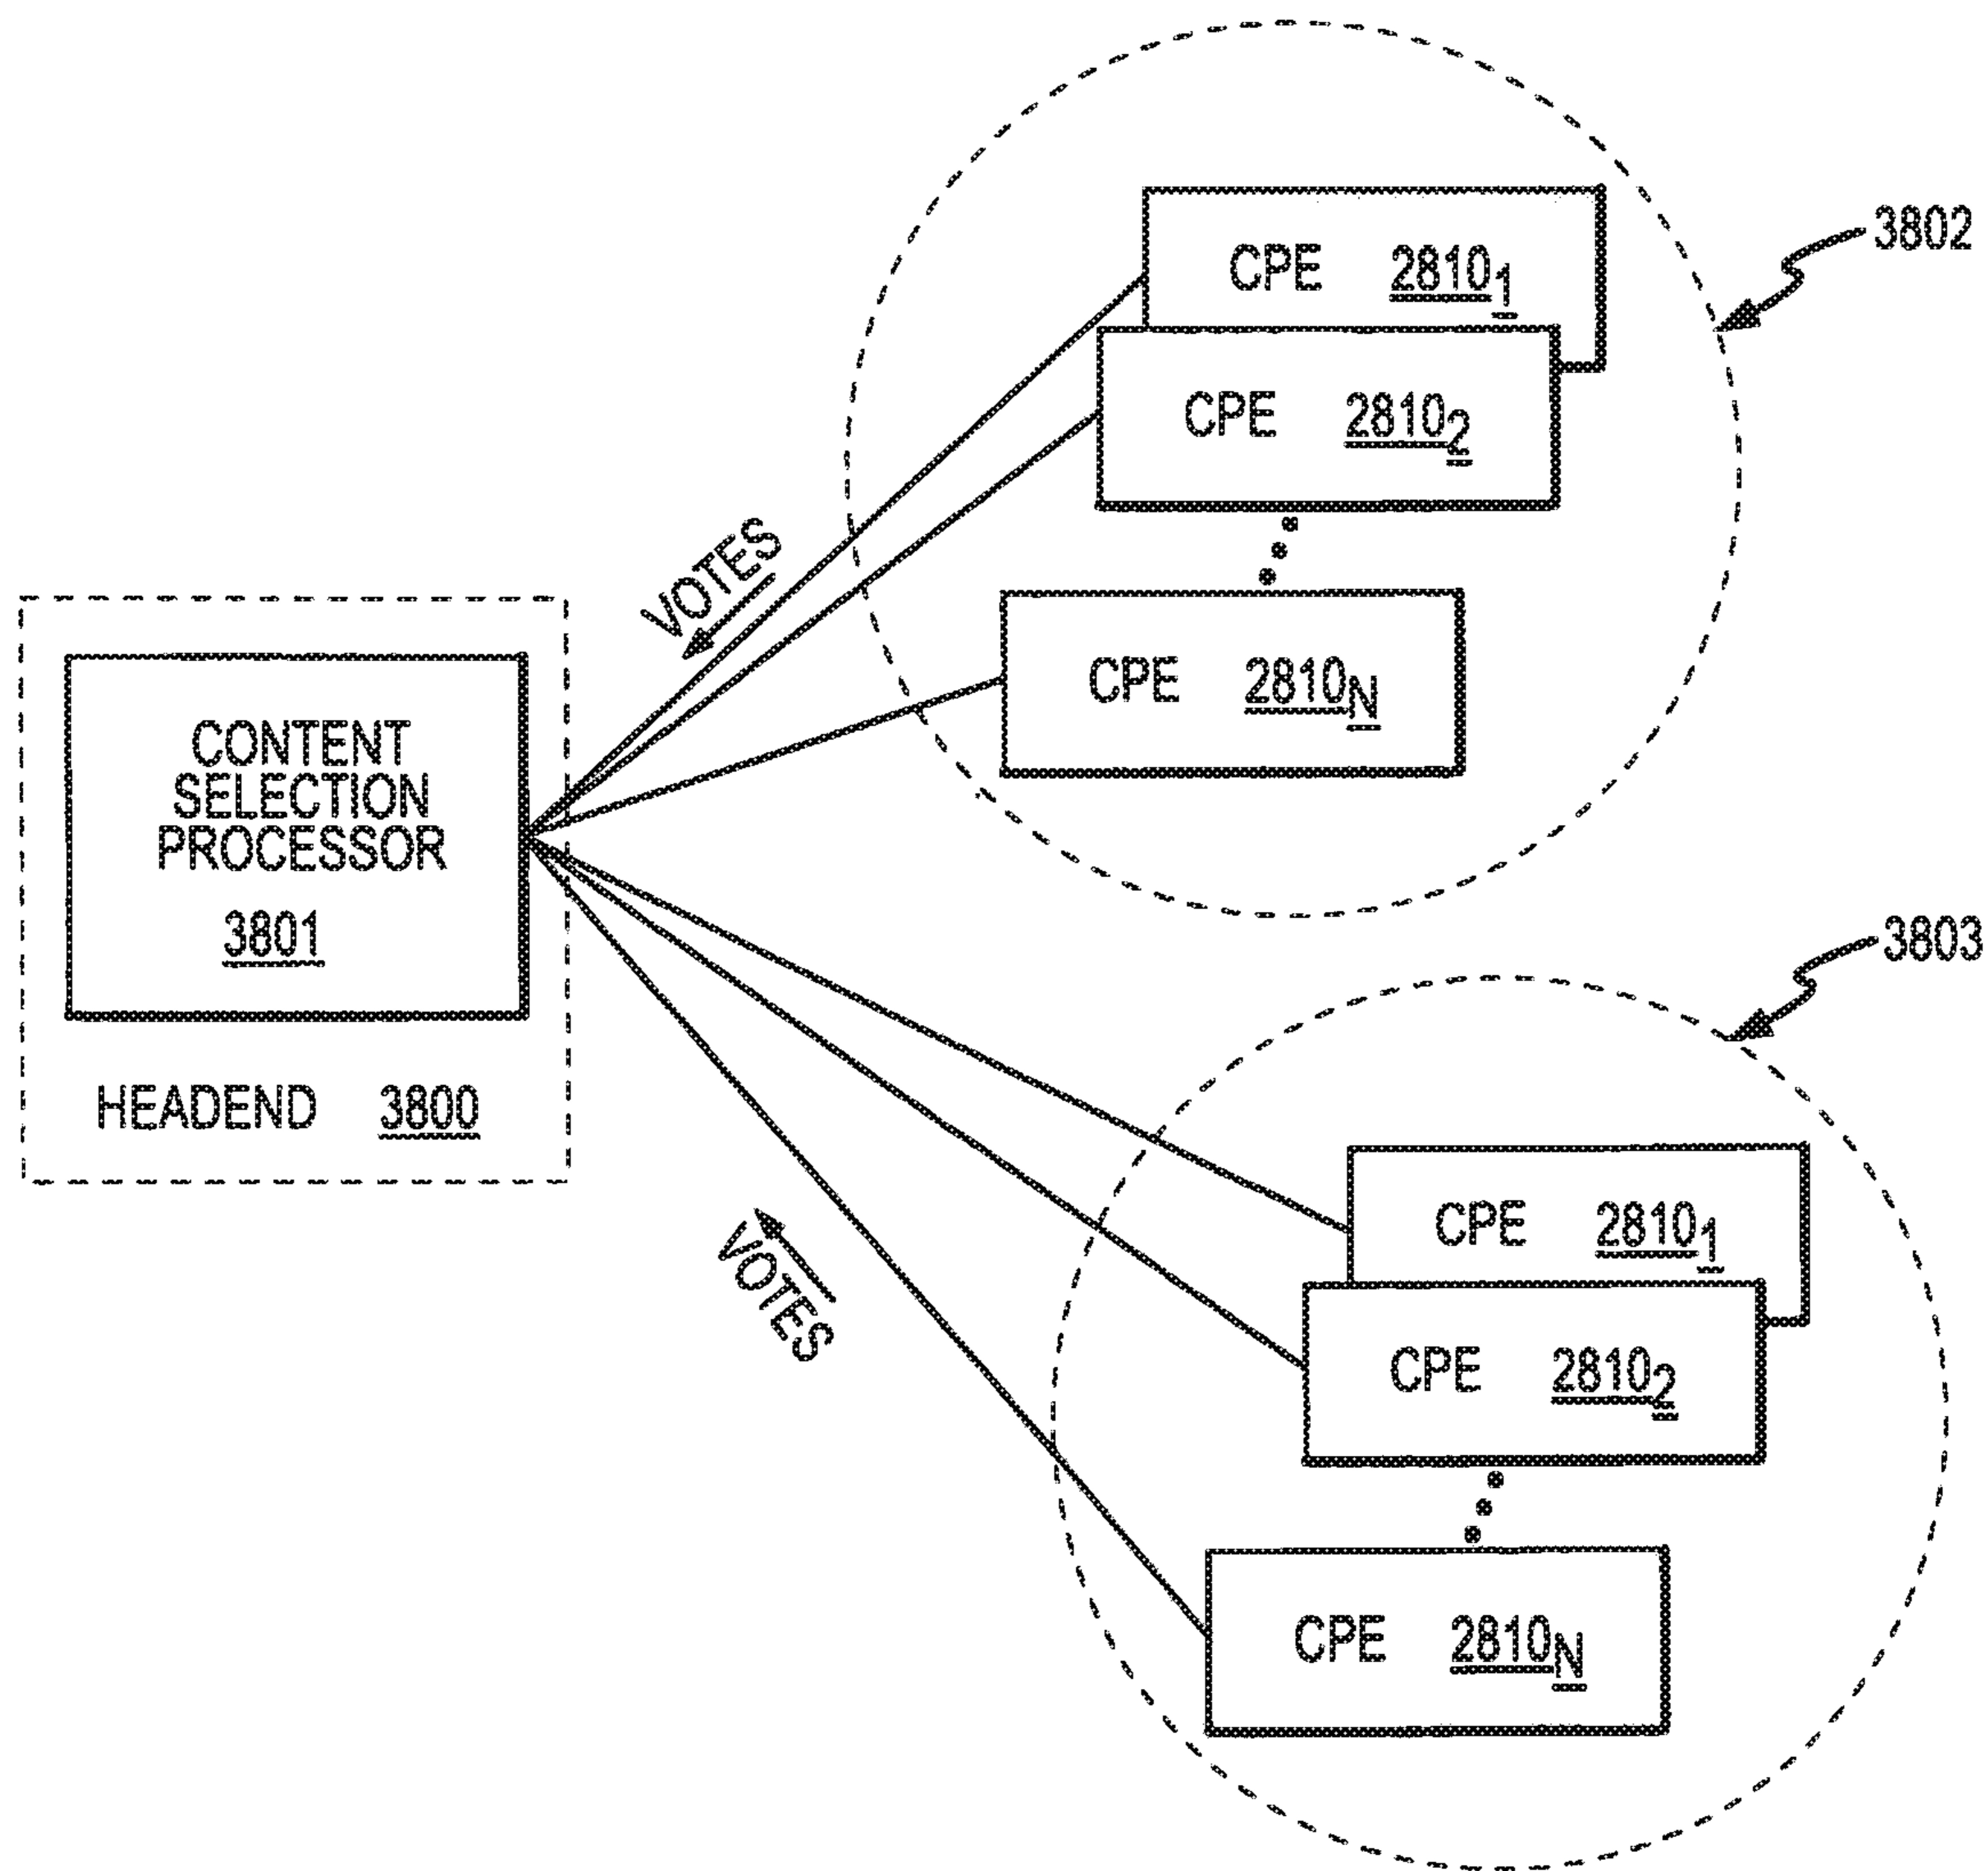 3802
CPE 2810₁
CPE 2810₂
CPE 2810N
VOTES
CONTENT
SELECTION
PROCESSOR
3801
HEADEND 3800
3803
VOTES
CPE 2810₁
CPE 2810₂
CPE 2810N